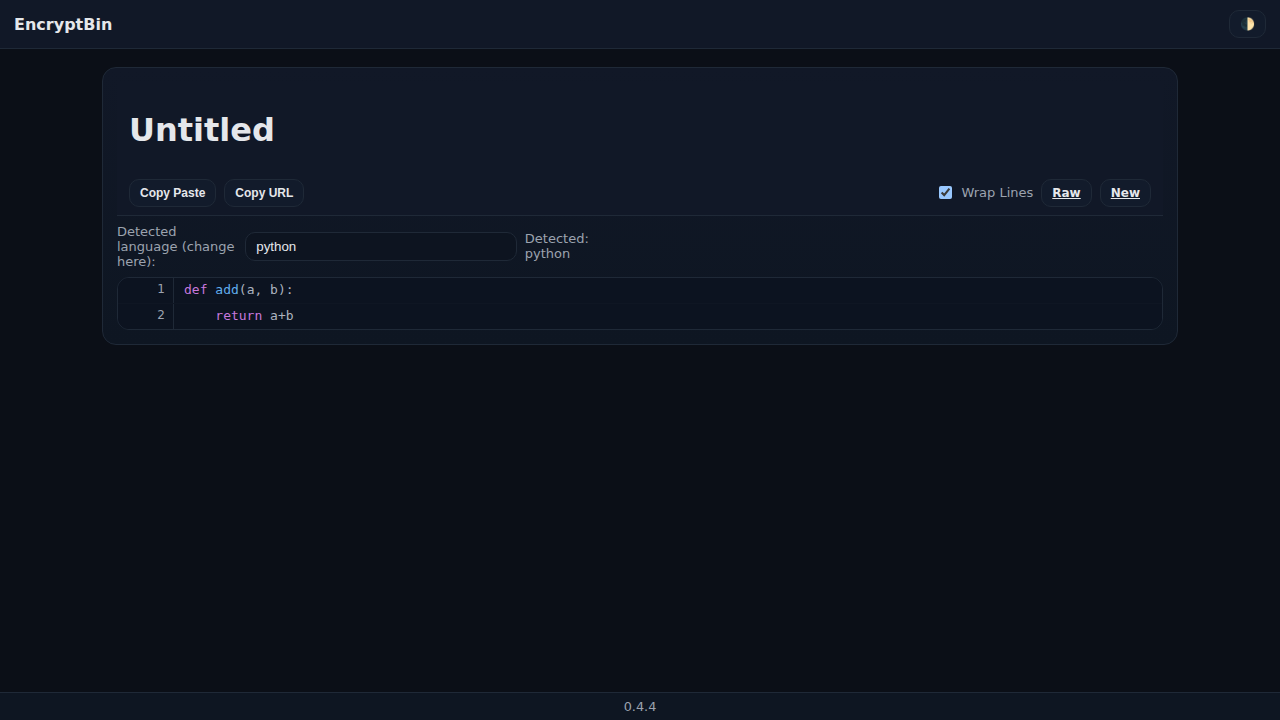 EncryptBin
Untitled
Copy Paste Copy URL Wrap Lines Raw New
Detected
language (change
here):
python
Detected:
python
1 def add(a, b):
2     return a+b
0.4.4